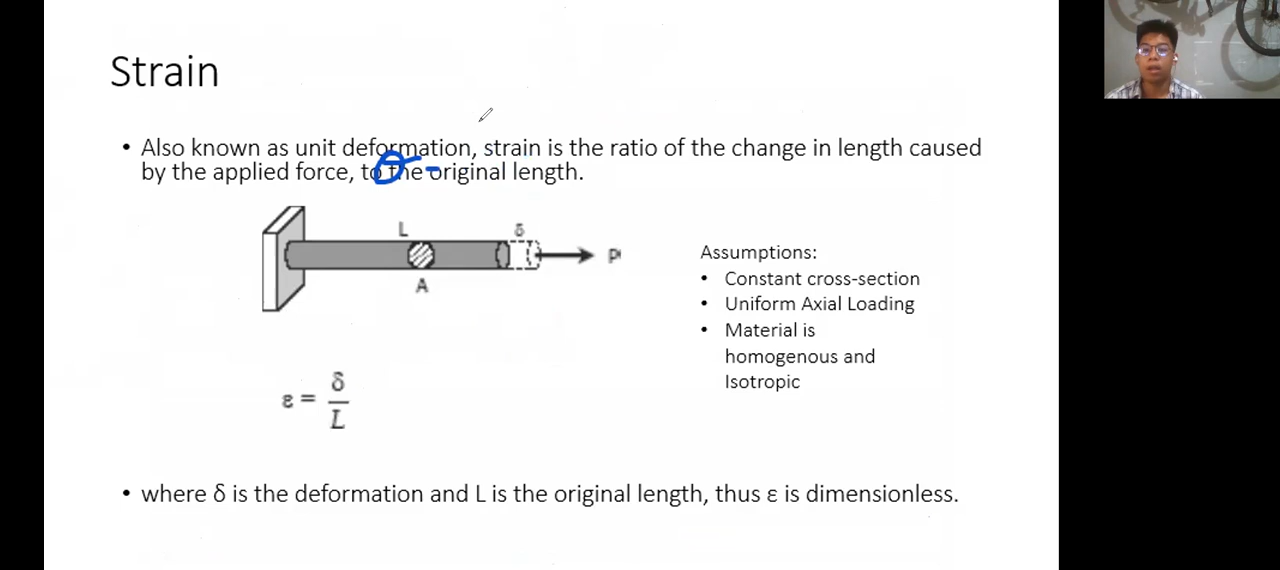 Strain
• Also known as unit deformation, strain is the ratio of the change in length caused
by the applied force, to the original length.
L
δ
P
A
Assumptions:
• Constant cross-section
• Uniform Axial Loading
• Material is
homogenous and
Isotropic
ε = δ / L
• where δ is the deformation and L is the original length, thus ε is dimensionless.